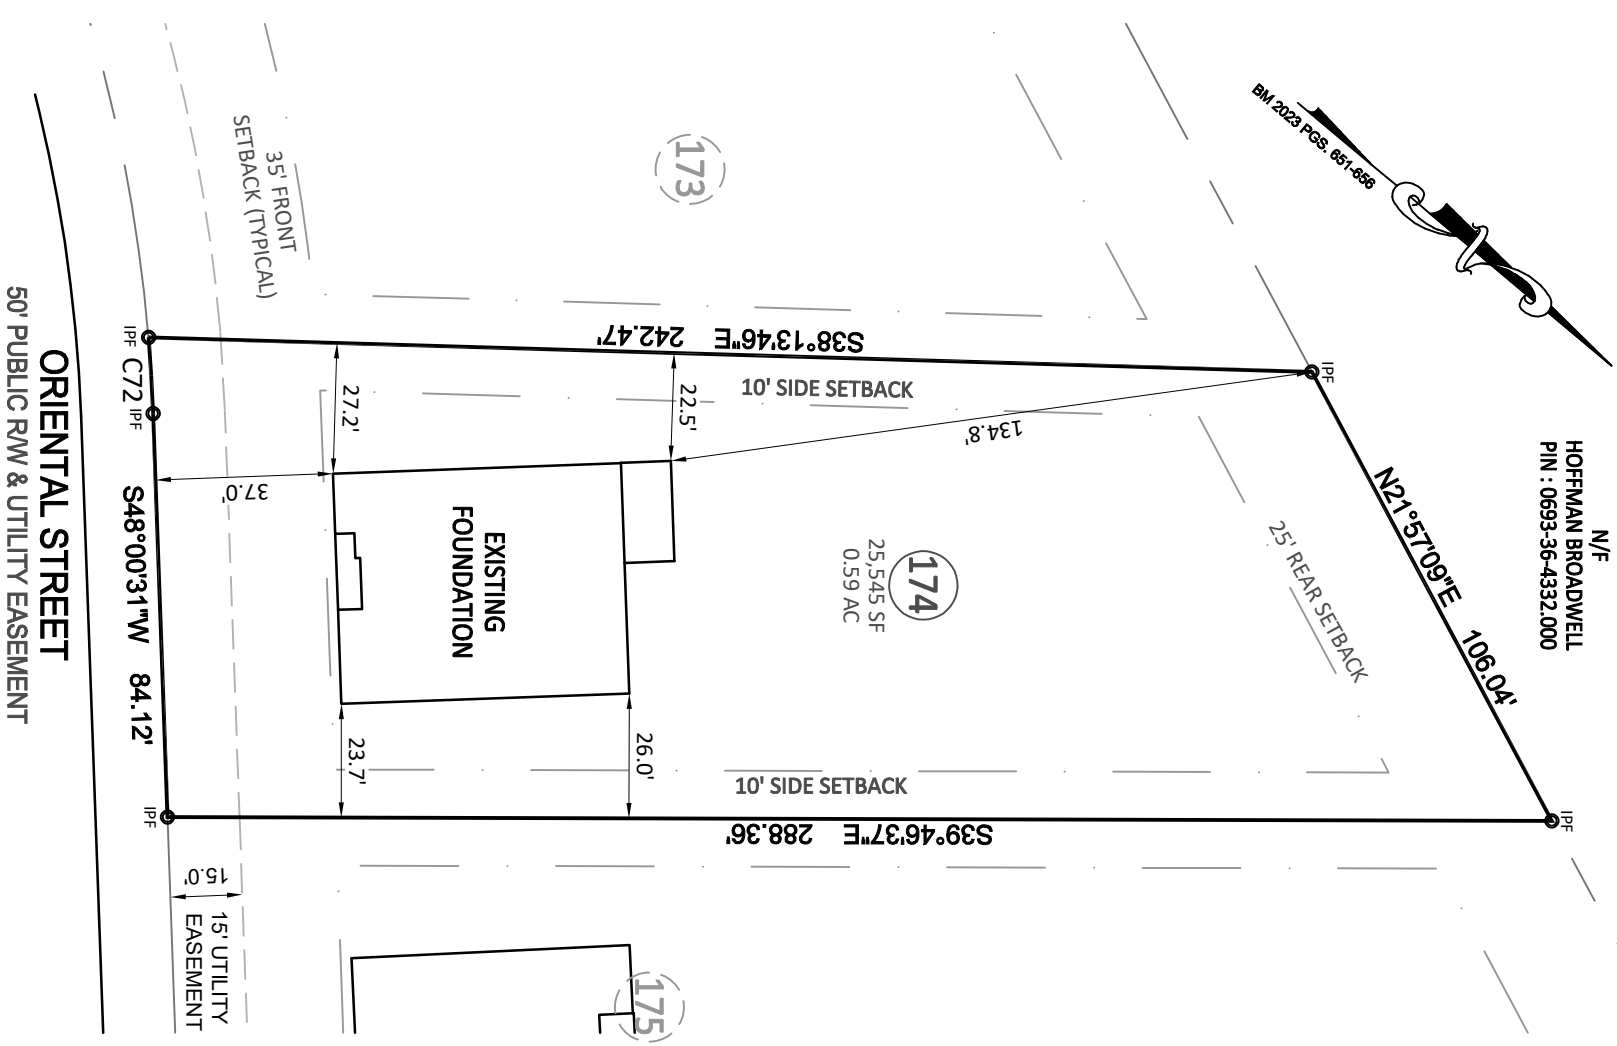 BM 2023 PGS. 651-656
N/F
HOFFMAN BROADWELL
PIN : 0693-36-4332.000
IPF
N21°57'09"E 106.04'
IPF
25' REAR SETBACK
173
S38°13'46"E 242.47'
10' SIDE SETBACK
134.8'
22.5'
27.2'
174
25,545 SF
0.59 AC
EXISTING
FOUNDATION
26.0'
23.7'
10' SIDE SETBACK
S39°46'37"E 288.36'
175
35' FRONT
SETBACK (TYPICAL)
37.0'
IPF
C72
IPF
S48°00'31"W 84.12'
IPF
15.0'
15' UTILITY
EASEMENT
ORIENTAL STREET
50' PUBLIC R/W & UTILITY EASEMENT